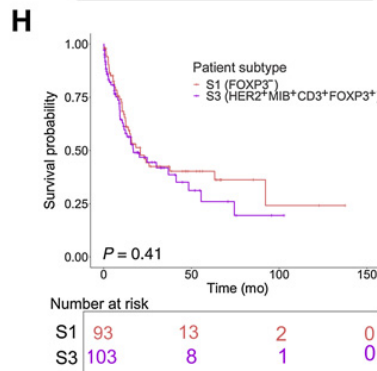 H
1.00
0.75
0.50
0.25
0.00
Survival probability
Patient subtype
S1 (FOXP3⁻)
S3 (HER2⁺MIB⁺CD3⁺FOXP3⁺
P = 0.41
0 50 100 150
Time (mo)
Number at risk
S1 93 13 2 0
S3 103 8 1 0